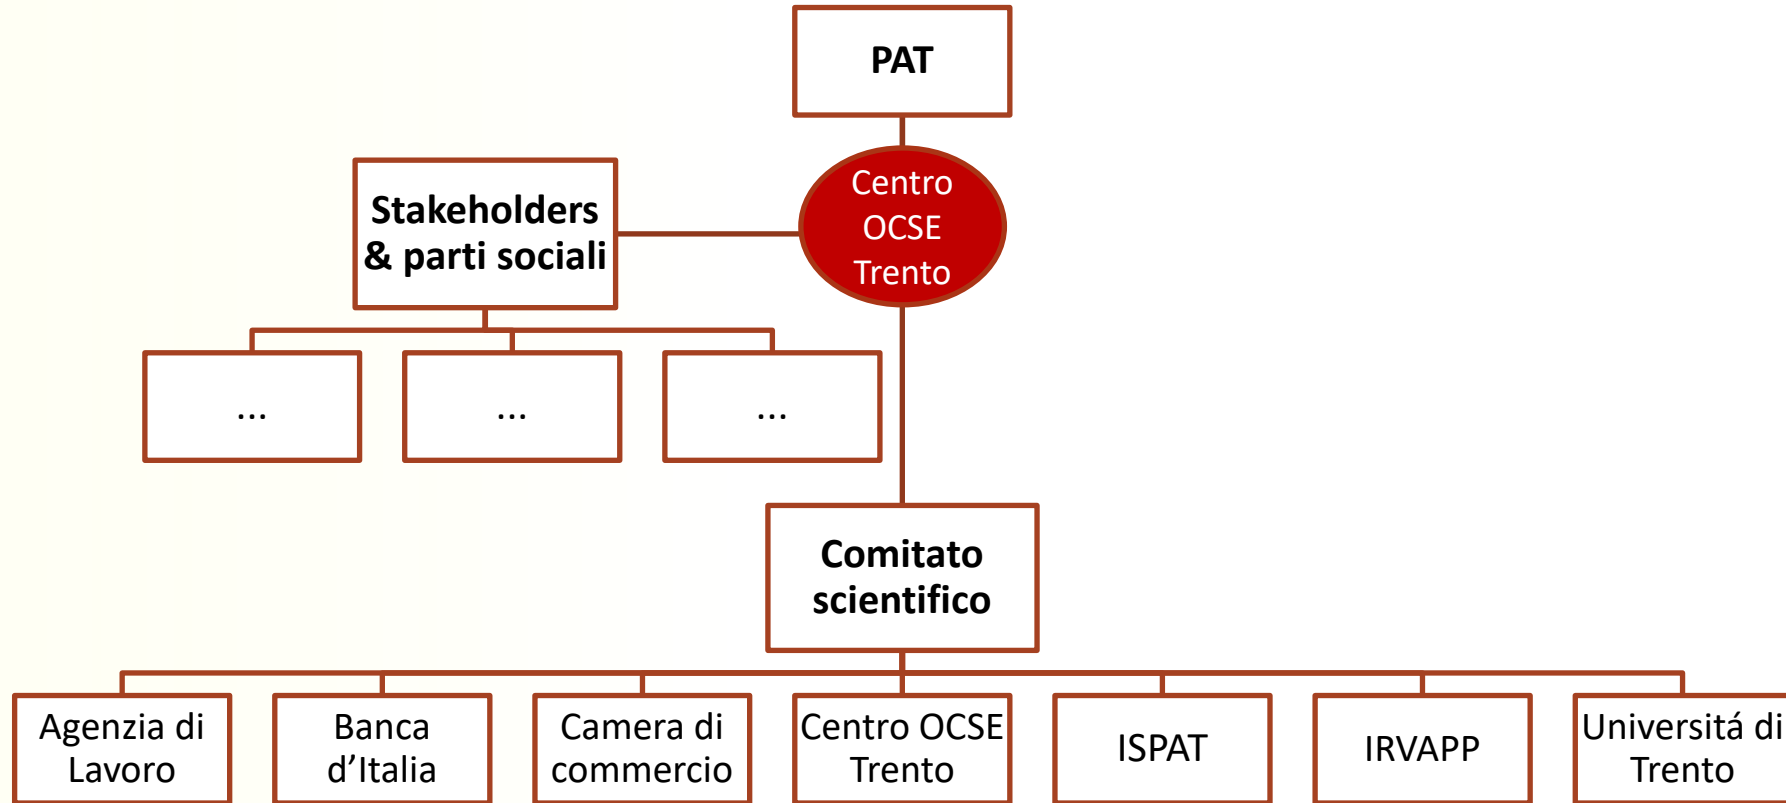 PAT
Centro
OCSE
Trento
Stakeholders
& parti sociali
...
...
...
Comitato
scientifico
Agenzia di
Lavoro
Banca
d’Italia
Camera di
commercio
Centro OCSE
Trento
ISPAT
IRVAPP
Universitá di
Trento